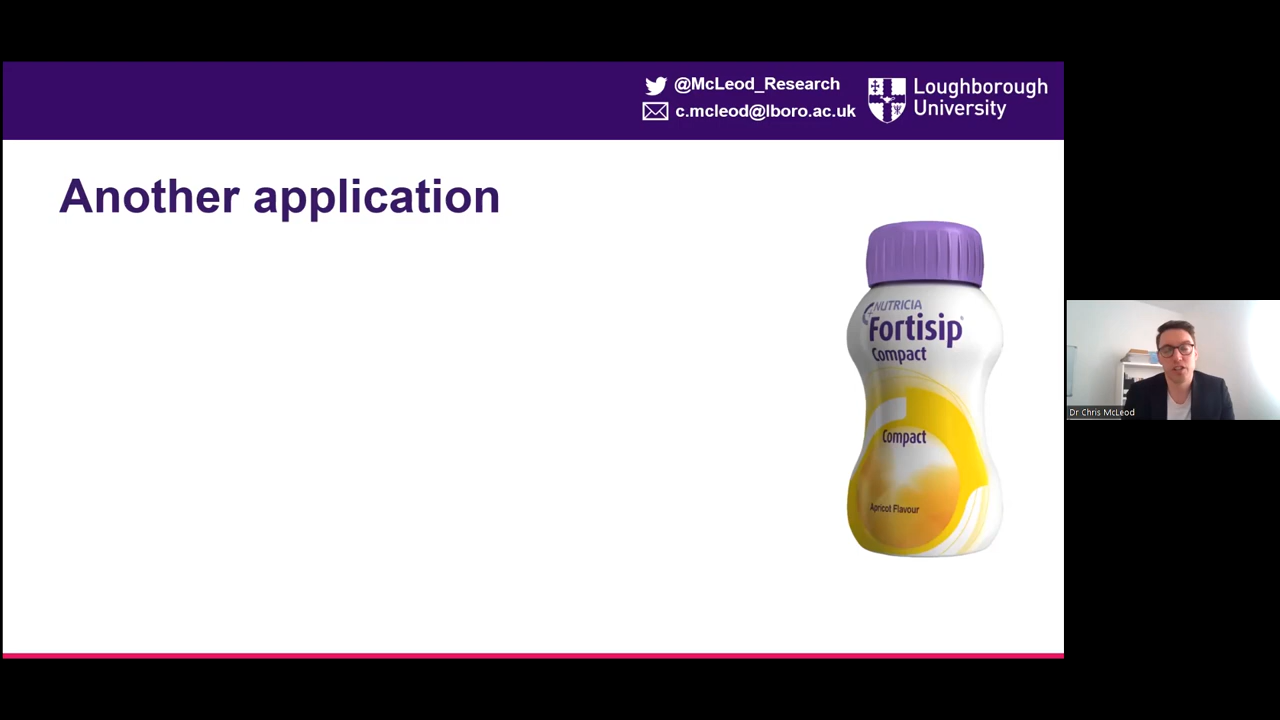 @McLeod_Research
c.mcleod@lboro.ac.uk
Loughborough
University
Another application
NUTRICIA
Fortisip
Compact
Compact
Apricot Flavour
Dr Chris McLeod